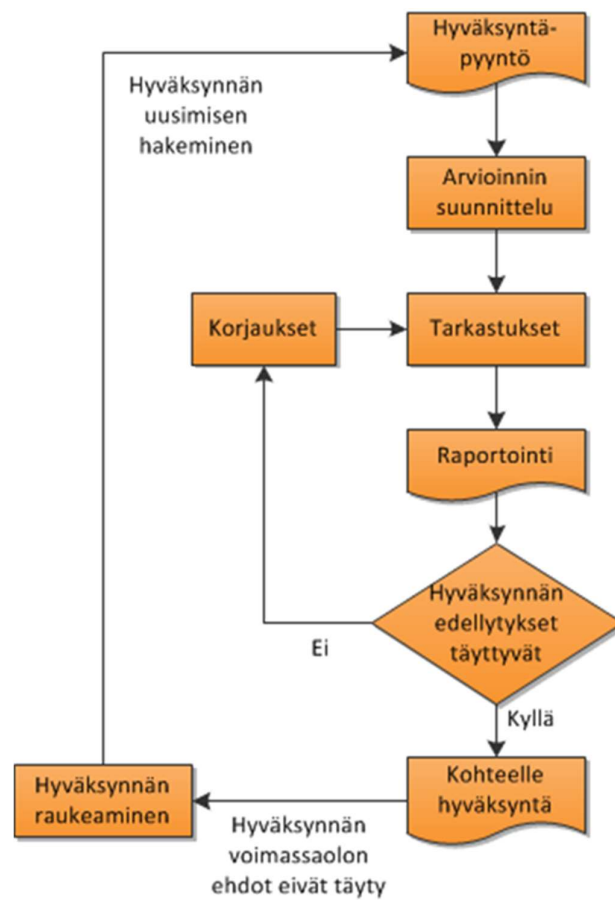 Hyväksyntä-
pyyntö
Hyväksynnän
uusimisen
hakeminen
Arvioinnin
suunnittelu
Korjaukset
Tarkastukset
Raportointi
Hyväksynnän
edellytykset
täyttyvät
Ei
Kyllä
Kohteelle
hyväksyntä
Hyväksynnän
raukeaminen
Hyväksynnän
voimassaolon
ehdot eivät täyty